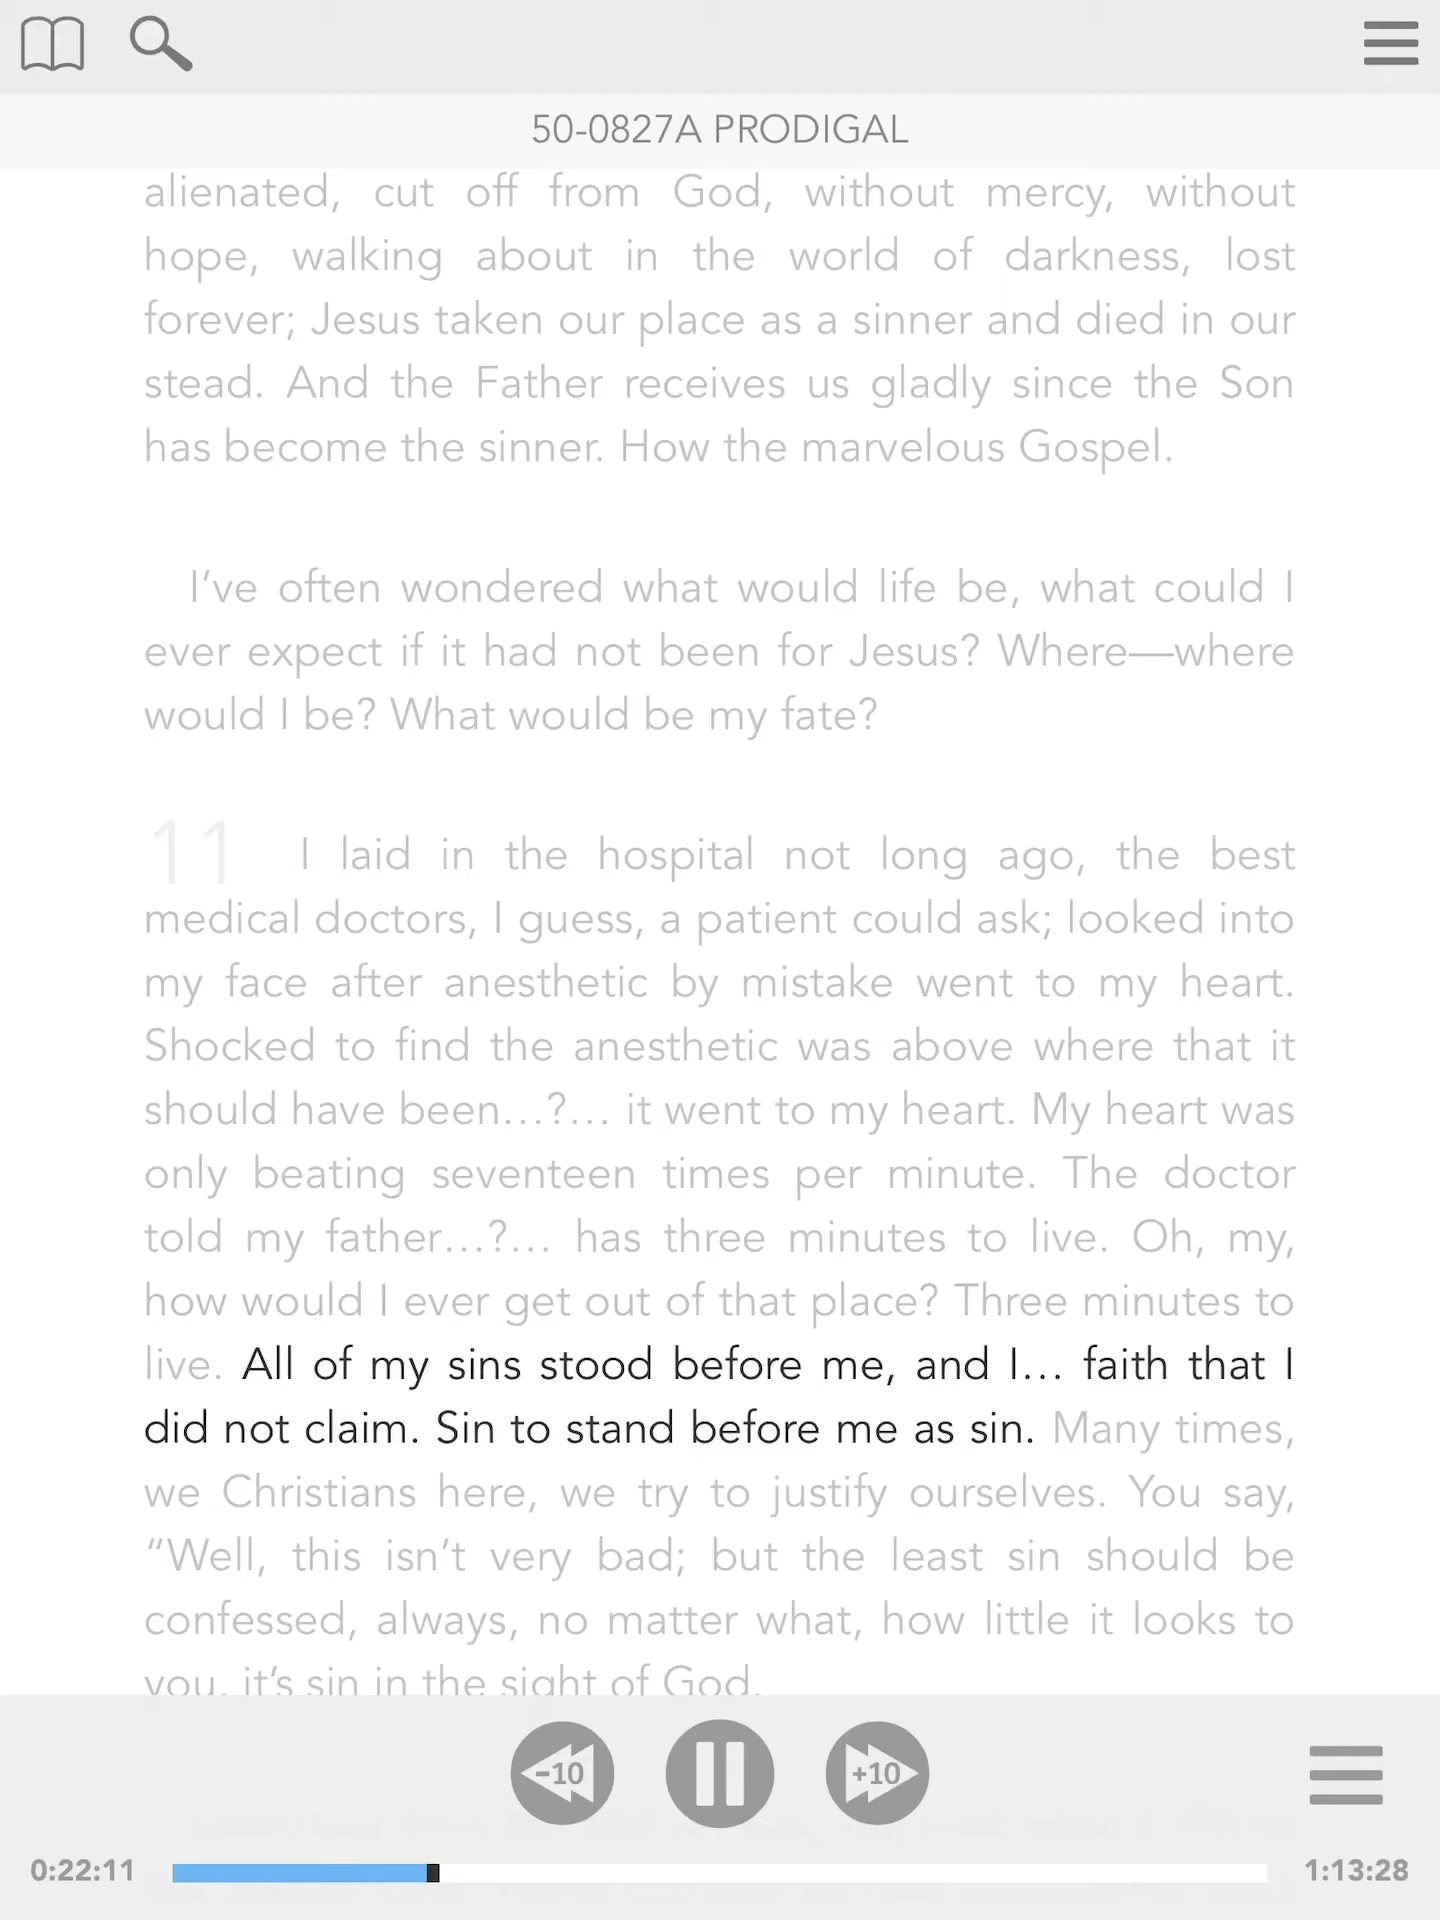 50-0827A PRODIGAL
alienated, cut off from God, without mercy, without
hope, walking about in the world of darkness, lost
forever; Jesus taken our place as a sinner and died in our
stead. And the Father receives us gladly since the Son
has become the sinner. How the marvelous Gospel.
I’ve often wondered what would life be, what could I
ever expect if it had not been for Jesus? Where—where
would I be? What would be my fate?
11 I laid in the hospital not long ago, the best
medical doctors, I guess, a patient could ask; looked into
my face after anesthetic by mistake went to my heart.
Shocked to find the anesthetic was above where that it
should have been…?… it went to my heart. My heart was
only beating seventeen times per minute. The doctor
told my father…?… has three minutes to live. Oh, my,
how would I ever get out of that place? Three minutes to
live. All of my sins stood before me, and I… faith that I
did not claim. Sin to stand before me as sin. Many times,
we Christians here, we try to justify ourselves. You say,
“Well, this isn’t very bad; but the least sin should be
confessed, always, no matter what, how little it looks to
you, it’s sin in the sight of God.
-10 +10
0:22:11 1:13:28